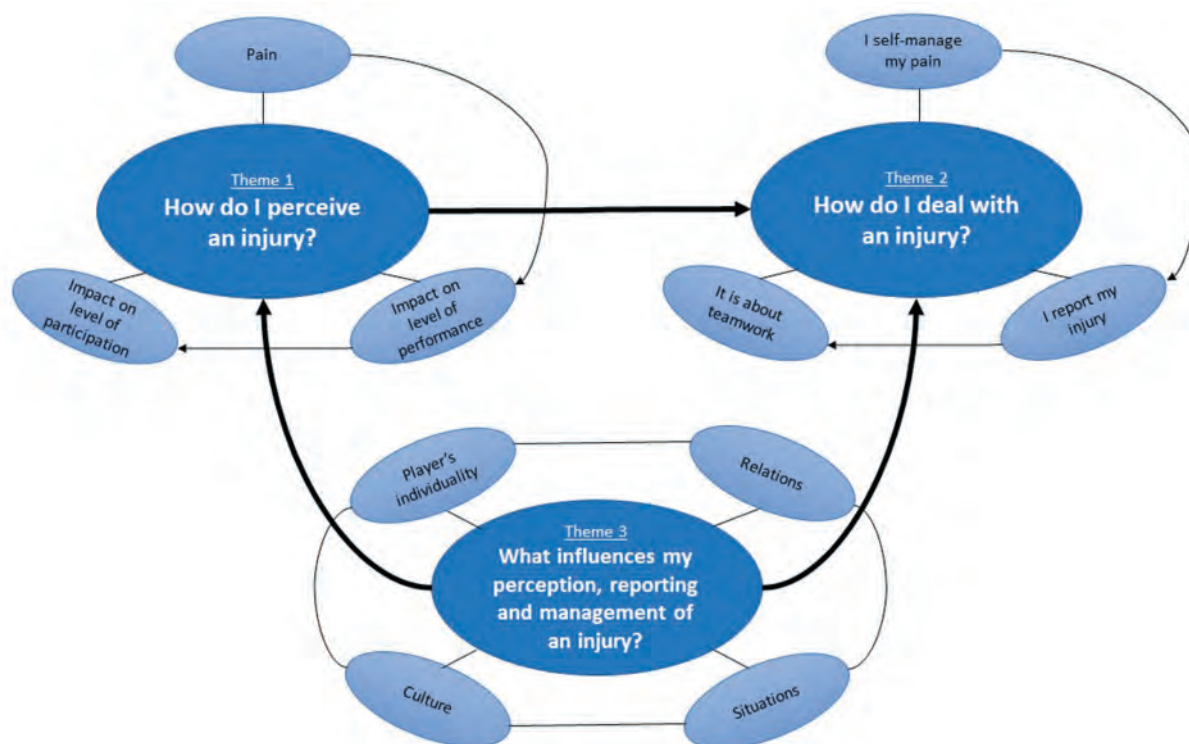 Pain
Theme 1
How do I perceive
an injury?
Impact on
level of
participation
Impact on
level of
performance
I self-manage
my pain
Theme 2
How do I deal with
an injury?
It is about
teamwork
I report my
injury
Player's
individuality
Relations
Theme 3
What influences my
perception, reporting
and management of
an injury?
Culture
Situations